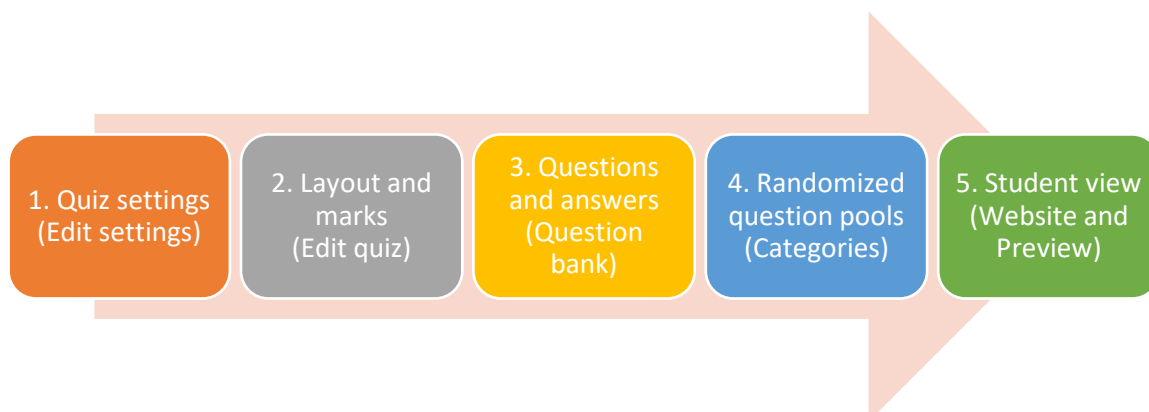 1. Quiz settings
(Edit settings)
2. Layout and
marks
(Edit quiz)
3. Questions
and answers
(Question
bank)
4. Randomized
question pools
(Categories)
5. Student view
(Website and
Preview)